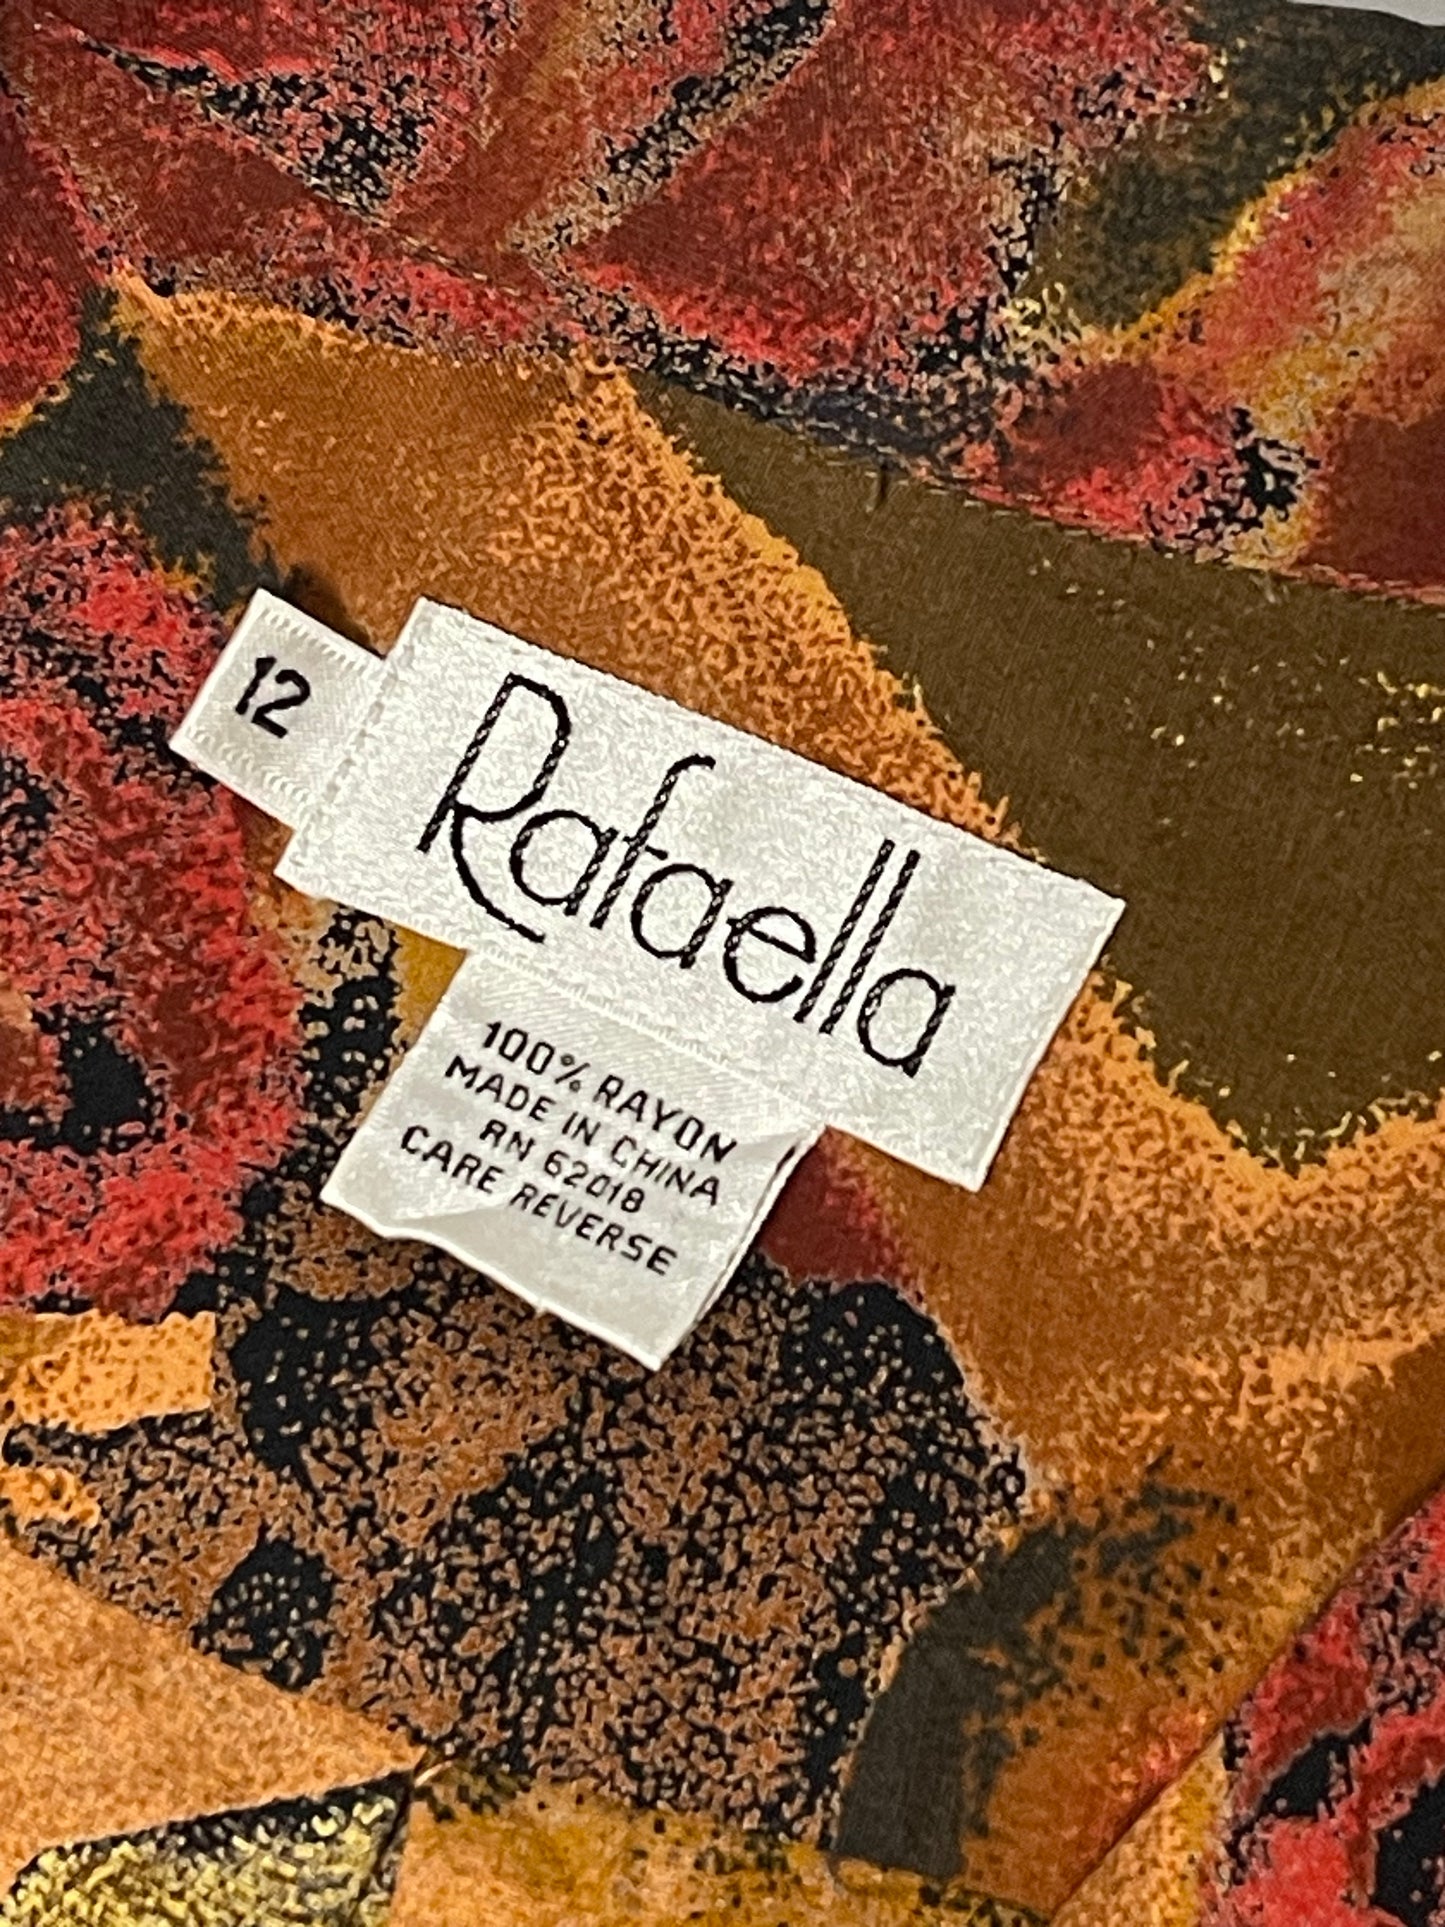 12
Rafaella
100% RAYON
MADE IN CHINA
RN 62018
CARE REVERSE